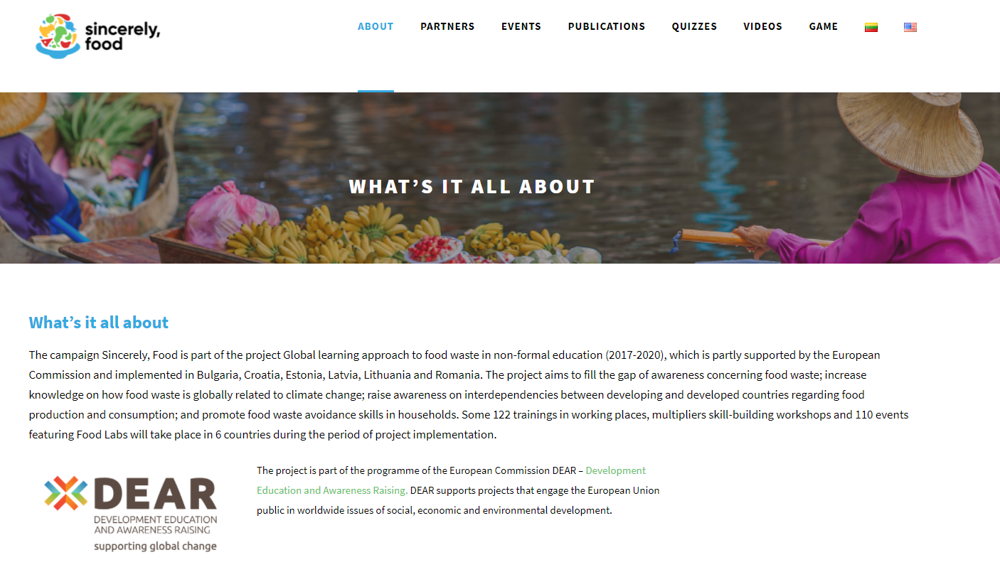 sincerely,
food
ABOUT PARTNERS EVENTS PUBLICATIONS QUIZZES VIDEOS GAME
WHAT’S IT ALL ABOUT
What’s it all about
The campaign Sincerely, Food is part of the project Global learning approach to food waste in non-formal education (2017-2020), which is partly supported by the European
Commission and implemented in Bulgaria, Croatia, Estonia, Latvia, Lithuania and Romania. The project aims to fill the gap of awareness concerning food waste; increase
knowledge on how food waste is globally related to climate change; raise awareness on interdependencies between developing and developed countries regarding food
production and consumption; and promote food waste avoidance skills in households. Some 122 trainings in working places, multipliers skill-building workshops and 110 events
featuring Food Labs will take place in 6 countries during the period of project implementation.
DEAR
DEVELOPMENT EDUCATION
AND AWARENESS RAISING
supporting global change
The project is part of the programme of the European Commission DEAR – Development
Education and Awareness Raising. DEAR supports projects that engage the European Union
public in worldwide issues of social, economic and environmental development.